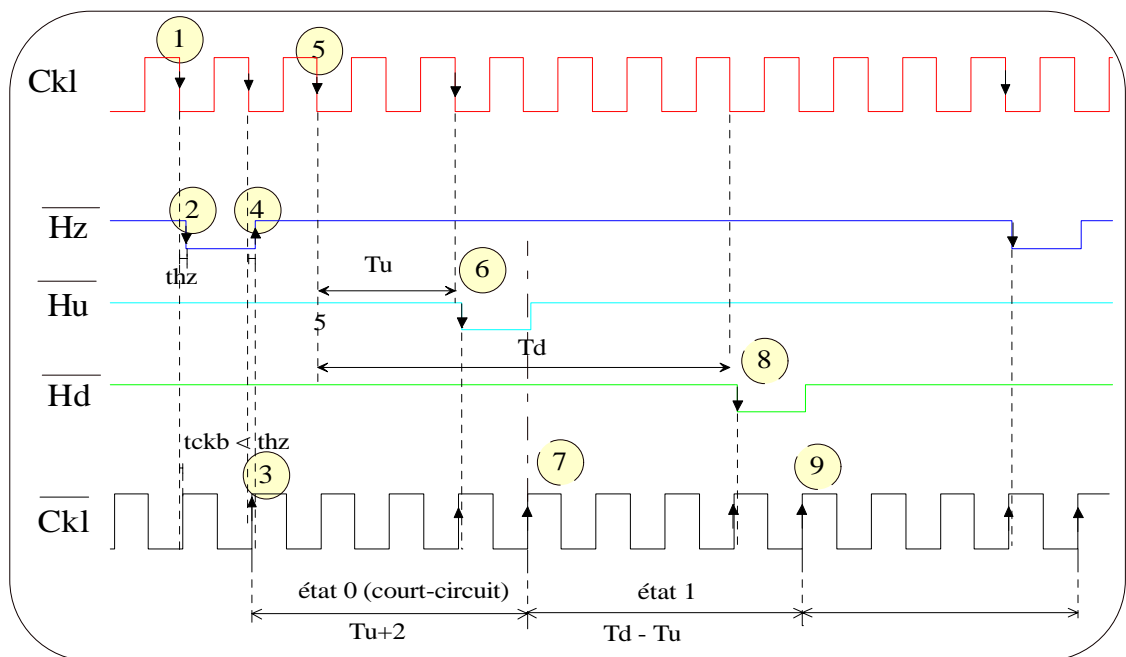 1
5
Ckl
2
4
Hz
thz
Tu
6
Hu
5
Td
8
Hd
tckb < thz
3
7
9
Ckl
état 0 (court-circuit)
état 1
Tu+2
Td - Tu